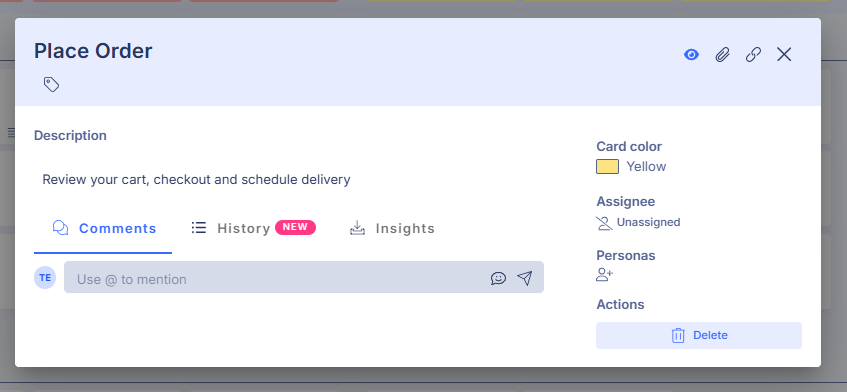 Place Order
Description
Review your cart, checkout and schedule delivery
Comments
History NEW
Insights
TE
Use @ to mention
Card color
Yellow
Assignee
Unassigned
Personas
Actions
Delete